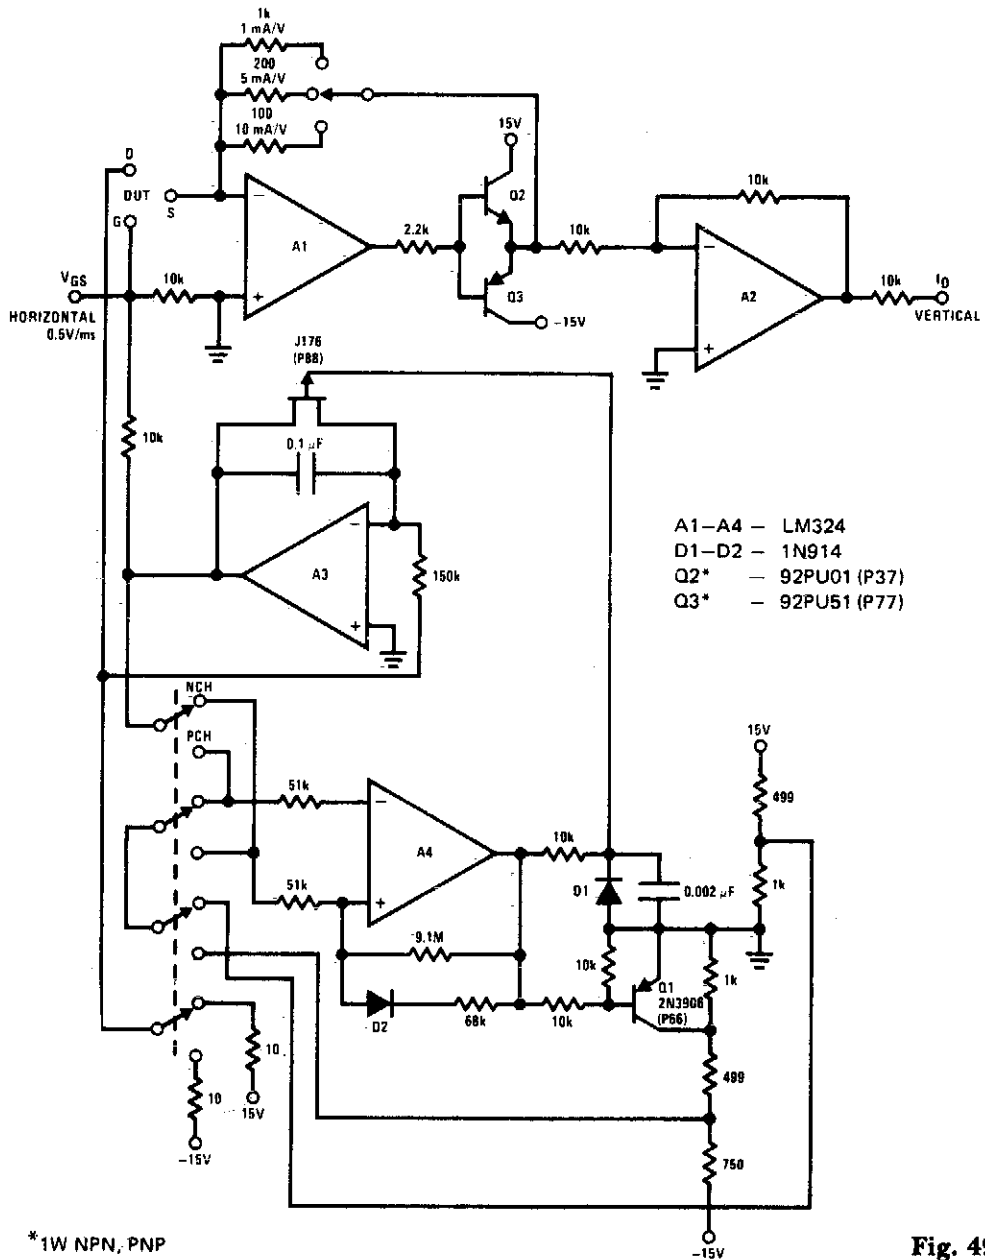 1k
1 mA/V
200
5 mA/V
100
10 mA/V
15V
D
DUT
S
G
Q2
10k
A1
2.2k
10k
VGS
10k
Q3
A2
10k
ID
HORIZONTAL
0.5V/ms
-15V
VERTICAL
J176
(P88)
10k
0.1 µF
A3
150k
A1–A4 – LM324
D1–D2 – 1N914
Q2* – 92PU01 (P37)
Q3* – 92PU51 (P77)
NCH
PCH
15V
51k
499
A4
10k
51k
D1
0.002 µF
1k
9.1M
10k
Q1
1k
2N3906
(P66)
D2
68k
10k
10
499
10
15V
750
-15V
-15V
*1W NPN, PNP
Fig. 49